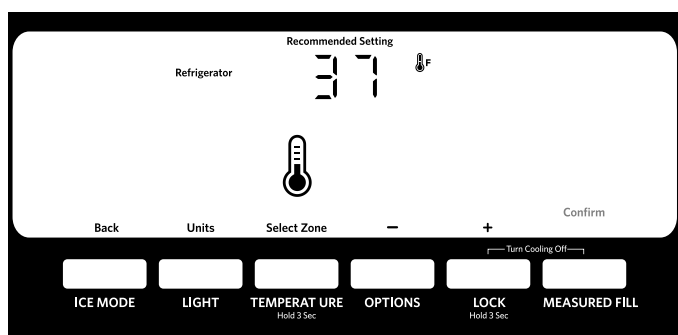 Recommended Setting
Refrigerator 37 F
Confirm
Back Units Select Zone – +
Turn Cooling Off
ICE MODE LIGHT TEMPERAT URE OPTIONS LOCK MEASURED FILL
Hold 3 Sec Hold 3 Sec